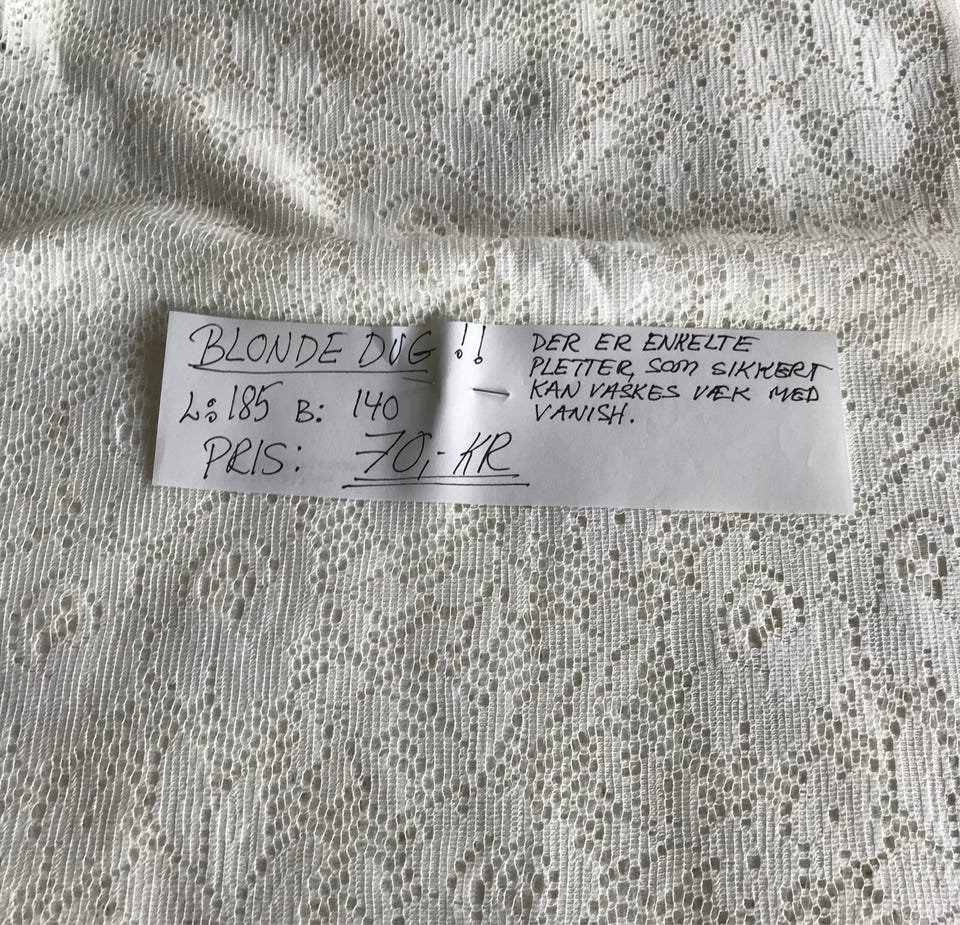 BLONDE DUG !!
L: 185 B: 140
PRIS: 70,- KR
DER ER ENKELTE
PLETTER, SOM SIKKERT
KAN VASKES VÆK MED
VANISH.